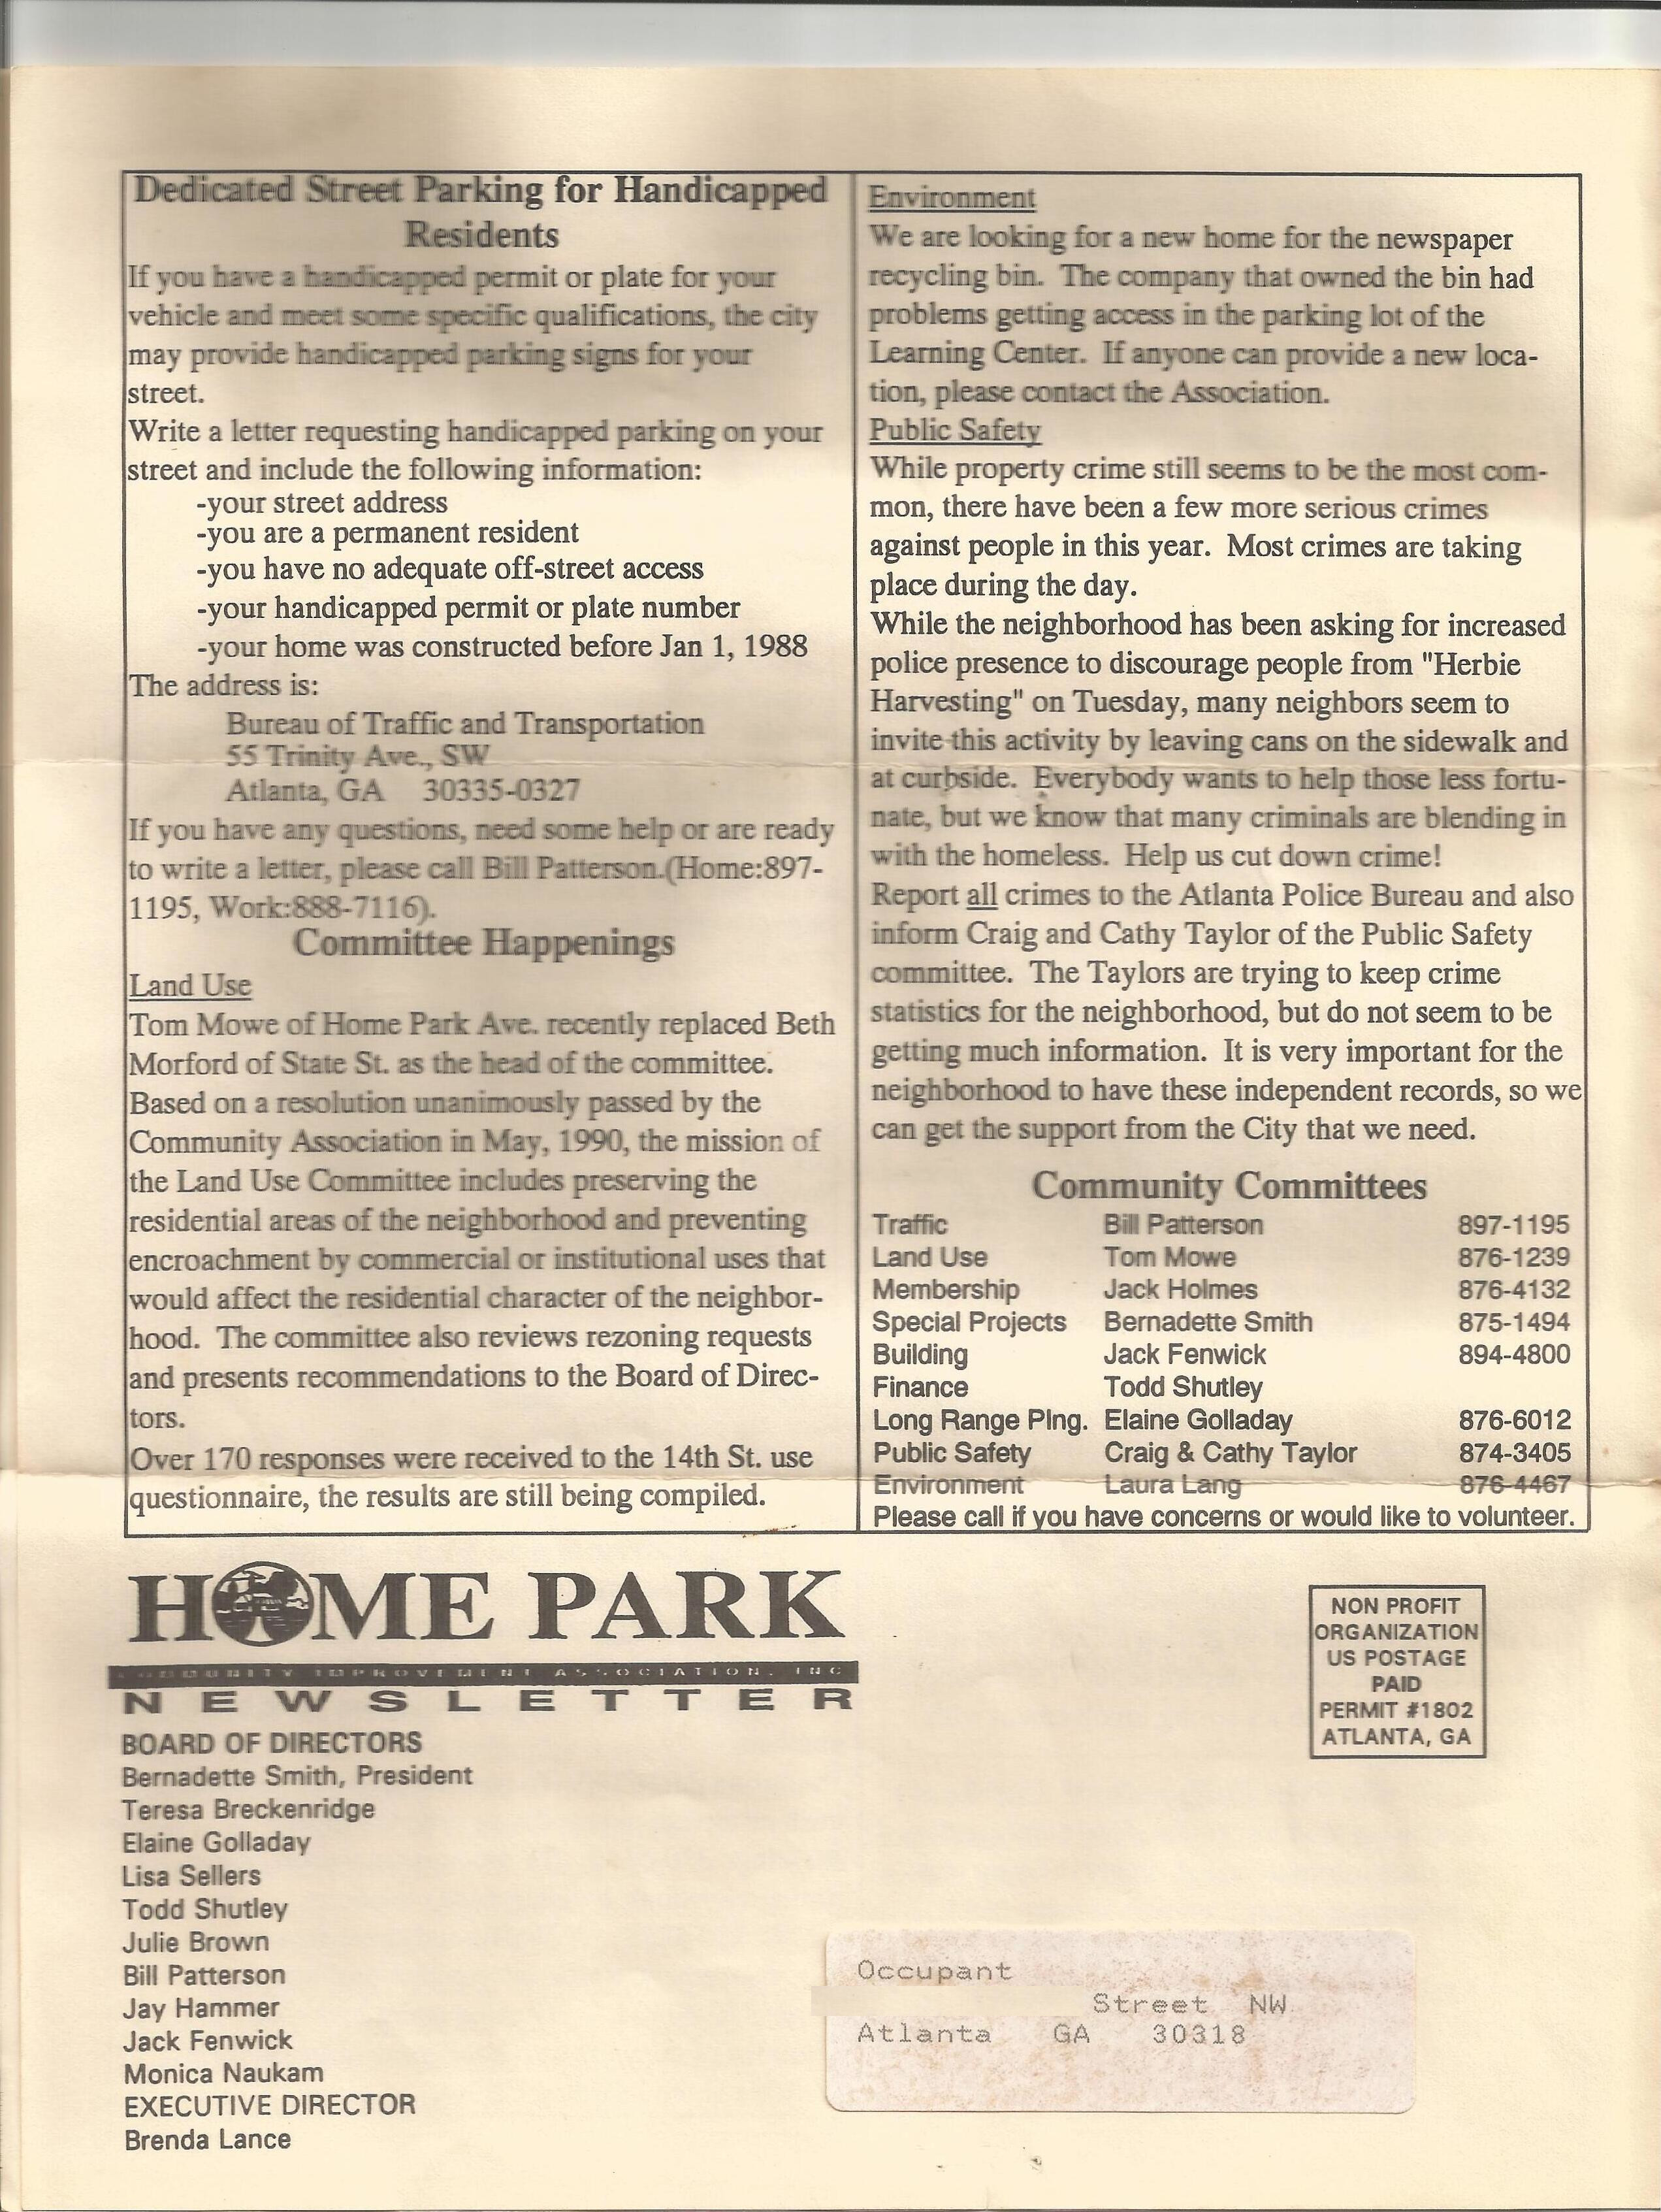 Dedicated Street Parking for Handicapped
Residents
If you have a handicapped permit or plate for your
vehicle and meet some specific qualifications, the city
may provide handicapped parking signs for your
street.
Write a letter requesting handicapped parking on your
street and include the following information:
-your street address
-you are a permanent resident
-you have no adequate off-street access
-your handicapped permit or plate number
-your home was constructed before Jan 1, 1988
The address is:
Bureau of Traffic and Transportation
55 Trinity Ave., SW
Atlanta, GA 30335-0327
If you have any questions, need some help or are ready
to write a letter, please call Bill Patterson.(Home:897-
1195, Work:888-7116).
Committee Happenings
Land Use
Tom Mowe of Home Park Ave. recently replaced Beth
Morford of State St. as the head of the committee.
Based on a resolution unanimously passed by the
Community Association in May, 1990, the mission of
the Land Use Committee includes preserving the
residential areas of the neighborhood and preventing
encroachment by commercial or institutional uses that
would affect the residential character of the neighbor-
hood. The committee also reviews rezoning requests
and presents recommendations to the Board of Direc-
tors.
Over 170 responses were received to the 14th St. use
questionnaire, the results are still being compiled.
Environment
We are looking for a new home for the newspaper
recycling bin. The company that owned the bin had
problems getting access in the parking lot of the
Learning Center. If anyone can provide a new loca-
tion, please contact the Association.
Public Safety
While property crime still seems to be the most com-
mon, there have been a few more serious crimes
against people in this year. Most crimes are taking
place during the day.
While the neighborhood has been asking for increased
police presence to discourage people from "Herbie
Harvesting" on Tuesday, many neighbors seem to
invite this activity by leaving cans on the sidewalk and
at curbside. Everybody wants to help those less fortu-
nate, but we know that many criminals are blending in
with the homeless. Help us cut down crime!
Report all crimes to the Atlanta Police Bureau and also
inform Craig and Cathy Taylor of the Public Safety
committee. The Taylors are trying to keep crime
statistics for the neighborhood, but do not seem to be
getting much information. It is very important for the
neighborhood to have these independent records, so we
can get the support from the City that we need.
Community Committees
Traffic Bill Patterson 897-1195
Land Use Tom Mowe 876-1239
Membership Jack Holmes 876-4132
Special Projects Bernadette Smith 875-1494
Building Jack Fenwick 894-4800
Finance Todd Shutley
Long Range Plng. Elaine Golladay 876-6012
Public Safety Craig & Cathy Taylor 874-3405
Environment Laura Lang 876-4467
Please call if you have concerns or would like to volunteer.
HOME PARK
COMMUNITY IMPROVEMENT ASSOCIATION, INC
NEWSLETTER
BOARD OF DIRECTORS
Bernadette Smith, President
Teresa Breckenridge
Elaine Golladay
Lisa Sellers
Todd Shutley
Julie Brown
Bill Patterson
Jay Hammer
Jack Fenwick
Monica Naukam
EXECUTIVE DIRECTOR
Brenda Lance
NON PROFIT
ORGANIZATION
US POSTAGE
PAID
PERMIT #1802
ATLANTA, GA
Occupant
Street NW
Atlanta GA 30318